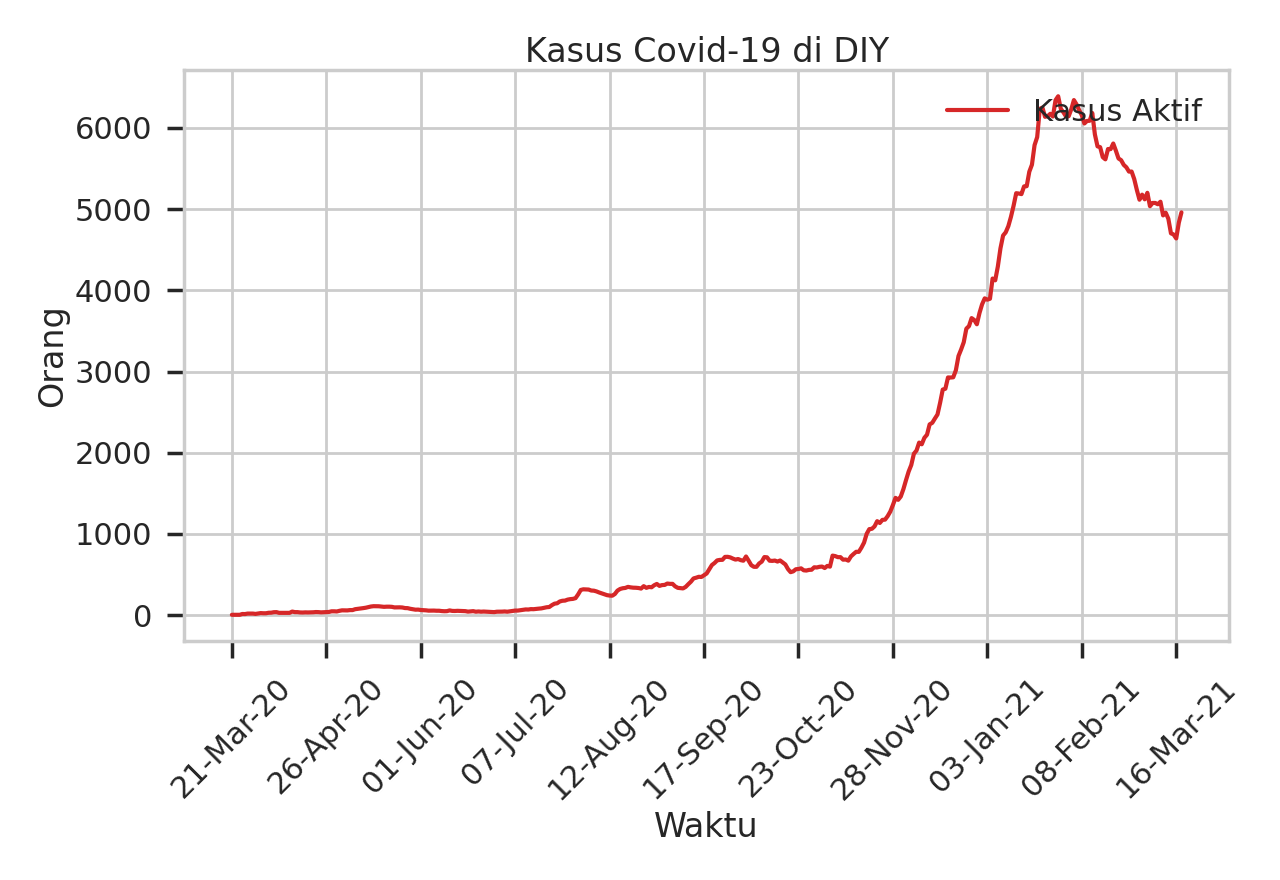 Kasus Covid-19 di DIY
Kasus Aktif
6000
5000
4000
3000
2000
1000
0
Orang
21-Mar-20
26-Apr-20
01-Jun-20
07-Jul-20
12-Aug-20
17-Sep-20
23-Oct-20
28-Nov-20
03-Jan-21
08-Feb-21
16-Mar-21
Waktu